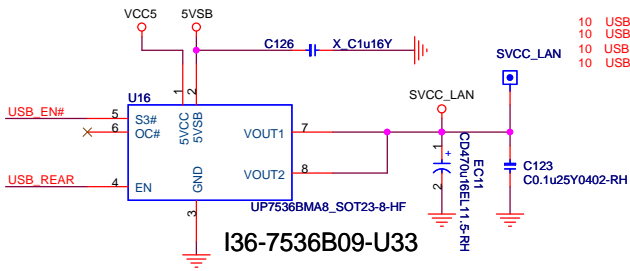 VCC5
5VSB
10 USB
10 USB
10 USB
10 USB
C126
X_C1u16Y
SVCC_LAN
U16
1
2
SVCC_LAN
USB_EN#
5
S3#
5VCC
5VSB
VOUT1
7
6
OC#
1
+
EC11
CD470u16EL11.5-RH
2
C123
C0.1u25Y0402-RH
VOUT2
8
USB_REAR
4
EN
GND
3
UP7536BMA8_SOT23-8-HF
I36-7536B09-U33